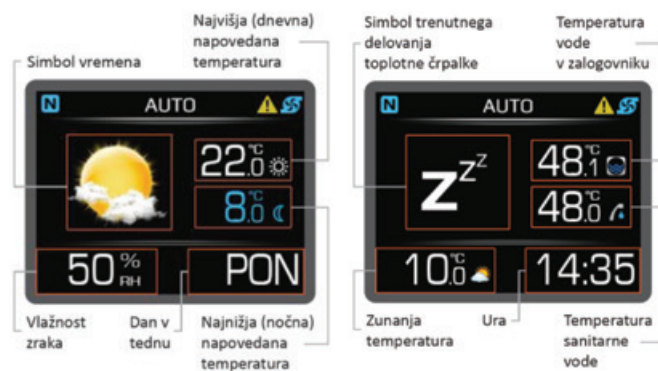 Najvišja (dnevna)
napovedana
temperatura
Simbol vremena
N AUTO
22.0 °C
8.0 °C
50 % RH
PON
Vlažnost
zraka
Dan v
tednu
Najnižja (nočna)
napovedana
temperatura
Simbol trenutnega
delovanja
toplotne črpalke
Temperatura
vode
v zalogovniku
N AUTO
zzz
48.1 °C
48.0 °C
10.0 °C
14:35
Zunanja
temperatura
Ura
Temperatura
sanitarne
vode